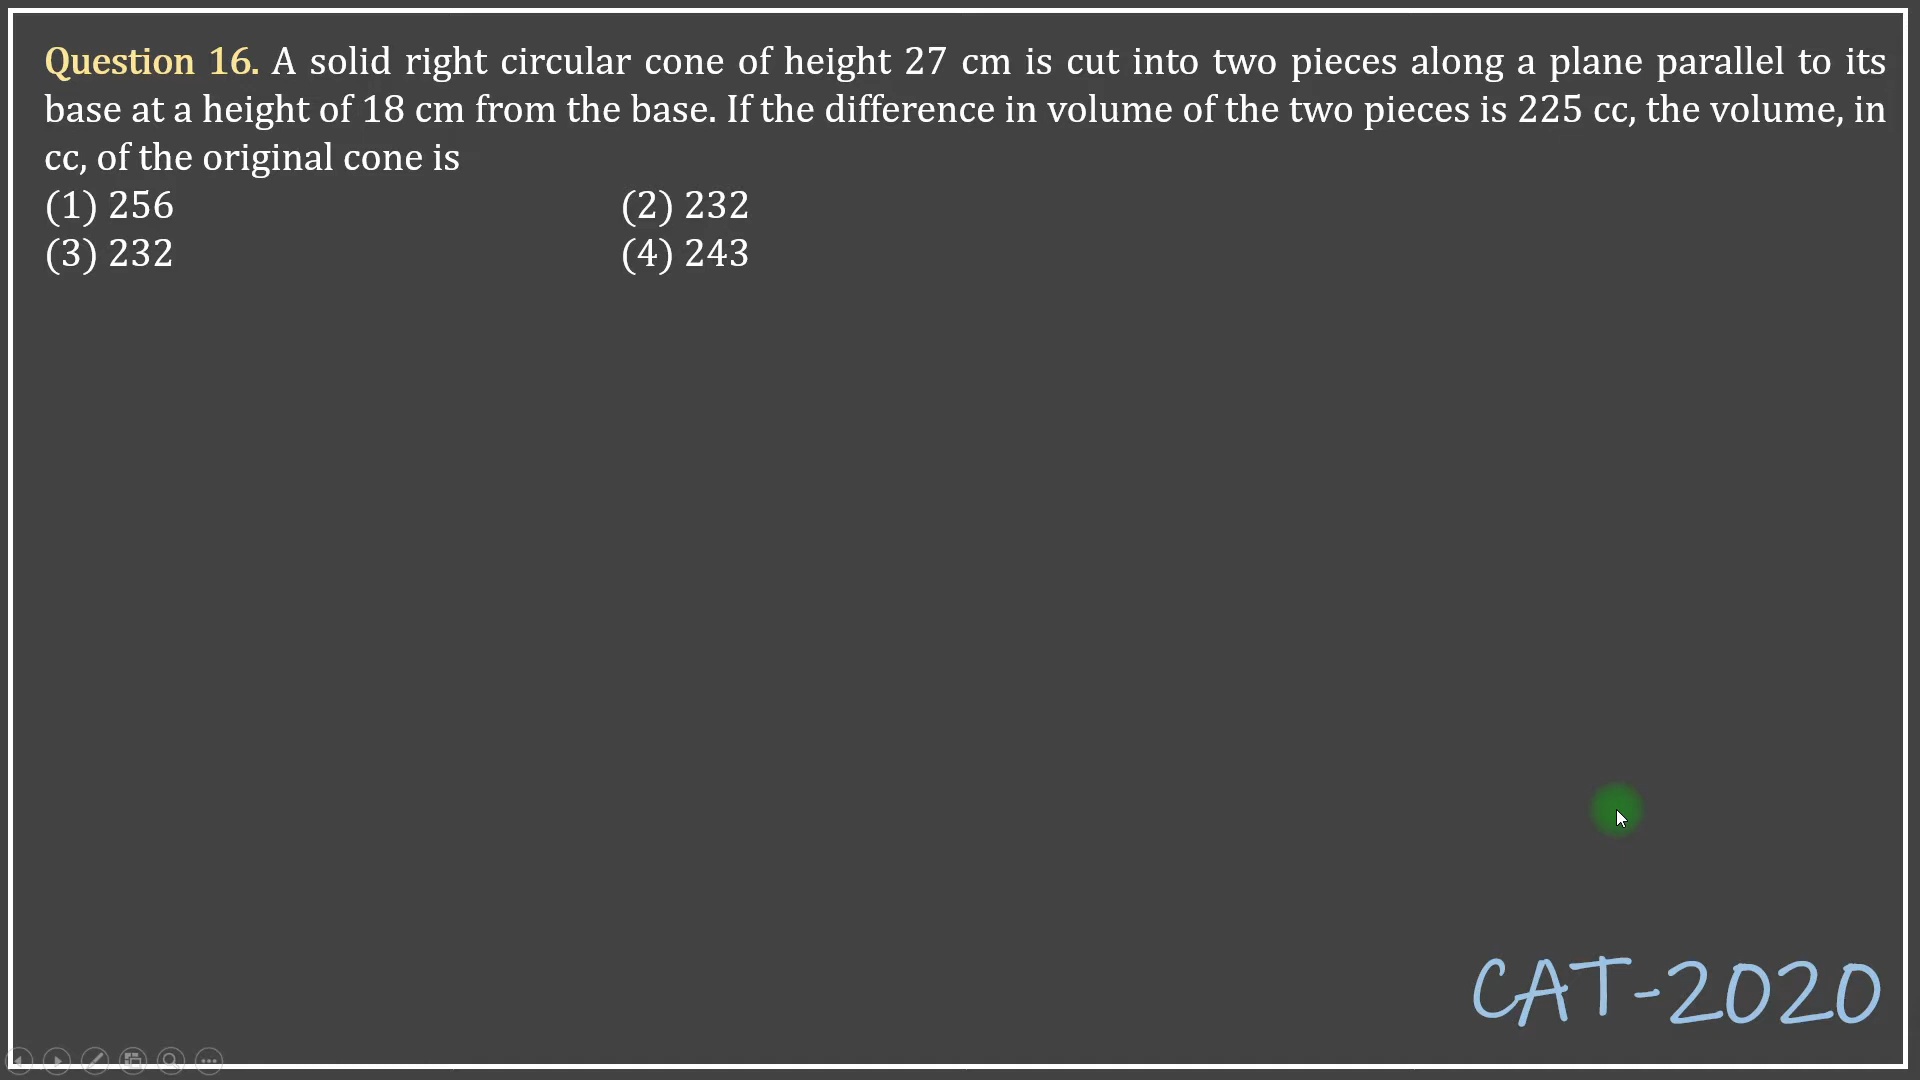 Question 16. A solid right circular cone of height 27 cm is cut into two pieces along a plane parallel to its
base at a height of 18 cm from the base. If the difference in volume of the two pieces is 225 cc, the volume, in
cc, of the original cone is
(1) 256 (2) 232
(3) 232 (4) 243
CAT-2020